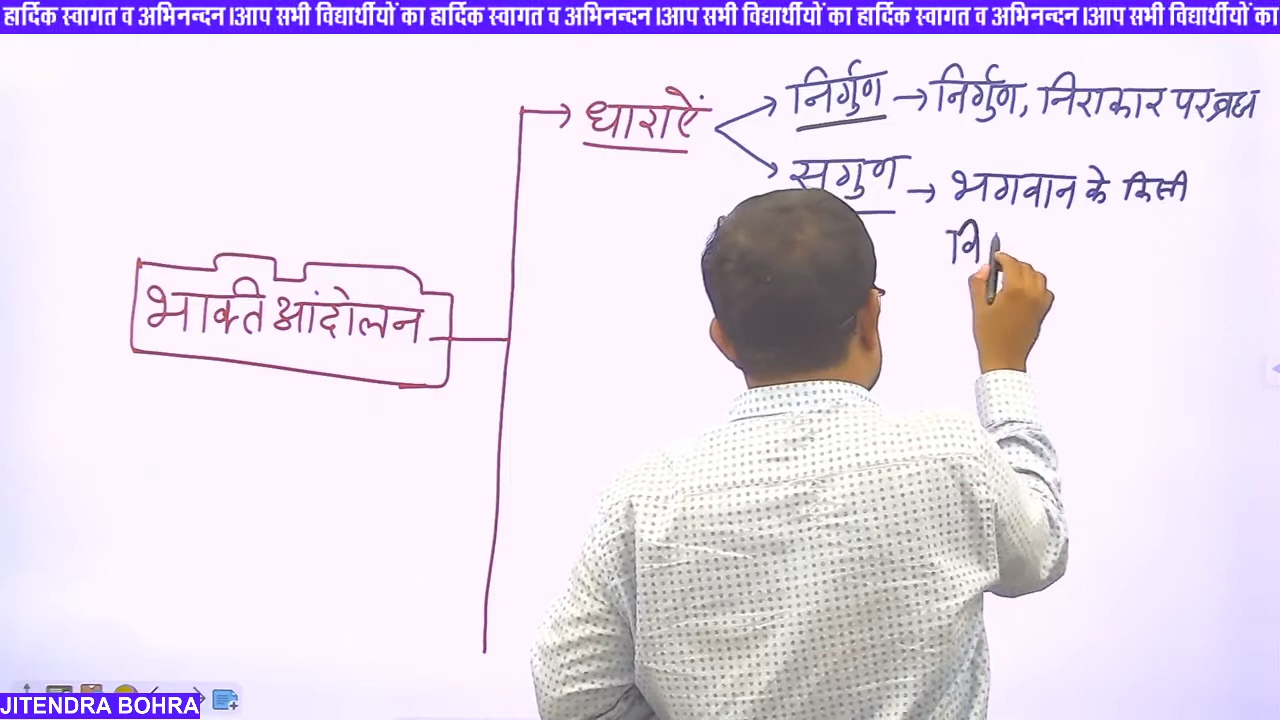 हार्दिक स्वागत व अभिनन्दन।आप सभी विद्यार्थीयों का हार्दिक स्वागत व अभिनन्दन।आप सभी विद्यार्थीयों का हार्दिक स्वागत व अभिनन्दन।आप सभी विद्यार्थीयों का
धाराऐं
निर्गुण → निर्गुण, निराकार परब्रह्म
सगुण → भगवान के किसी
वि
भाक्ति आंदोलन
JITENDRA BOHRA